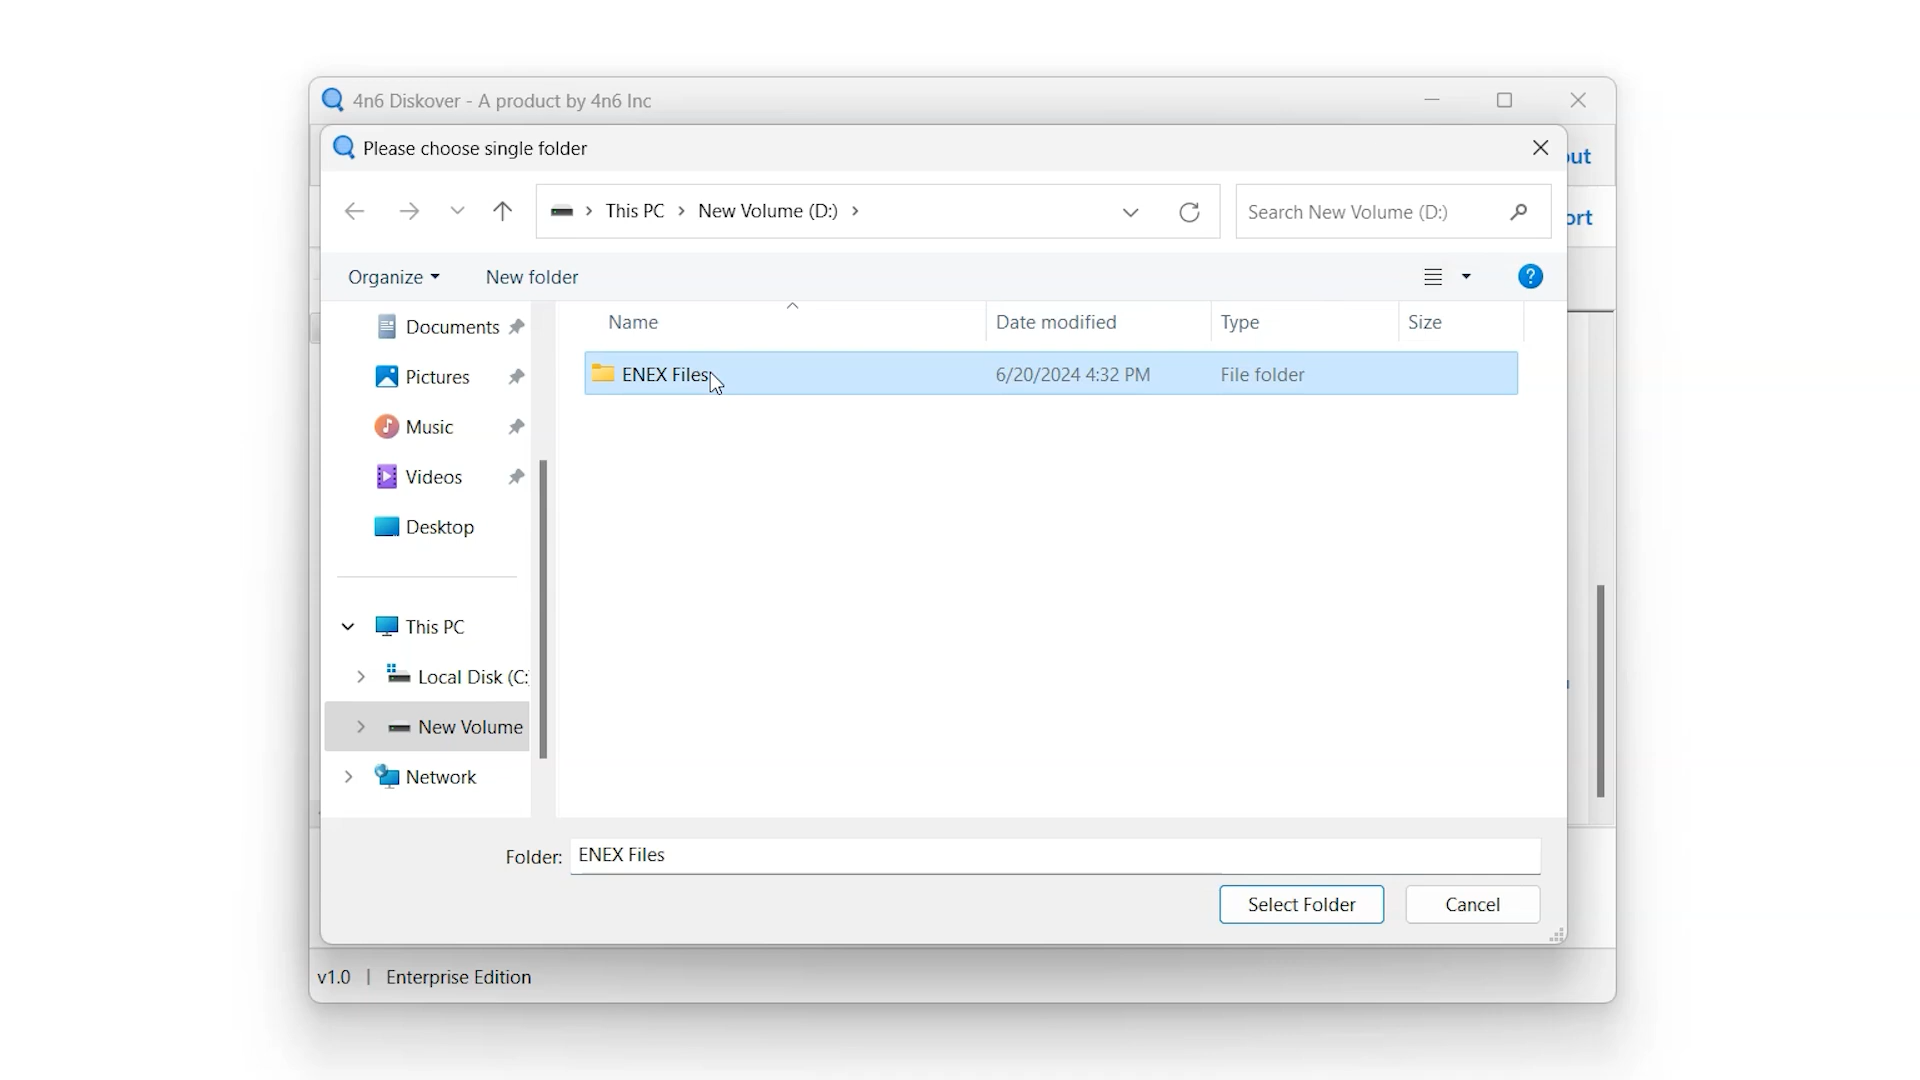 4n6 Diskover - A product by 4n6 Inc
Please choose single folder
out
This PC New Volume (D:)
Search New Volume (D:)
ort
Organize New folder
?
Name Date modified Type Size
Documents
ENEX Files 6/20/2024 4:32 PM File folder
Pictures
Music
Videos
Desktop
This PC
Local Disk (C:
New Volume
Network
Folder: ENEX Files
Select Folder Cancel
v1.0 | Enterprise Edition